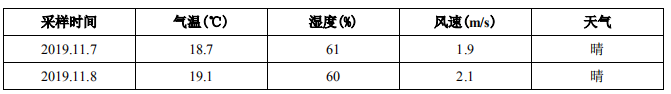 采样时间 气温(℃) 湿度(%) 风速(m/s) 天气
2019.11.7 18.7 61 1.9 晴
2019.11.8 19.1 60 2.1 晴